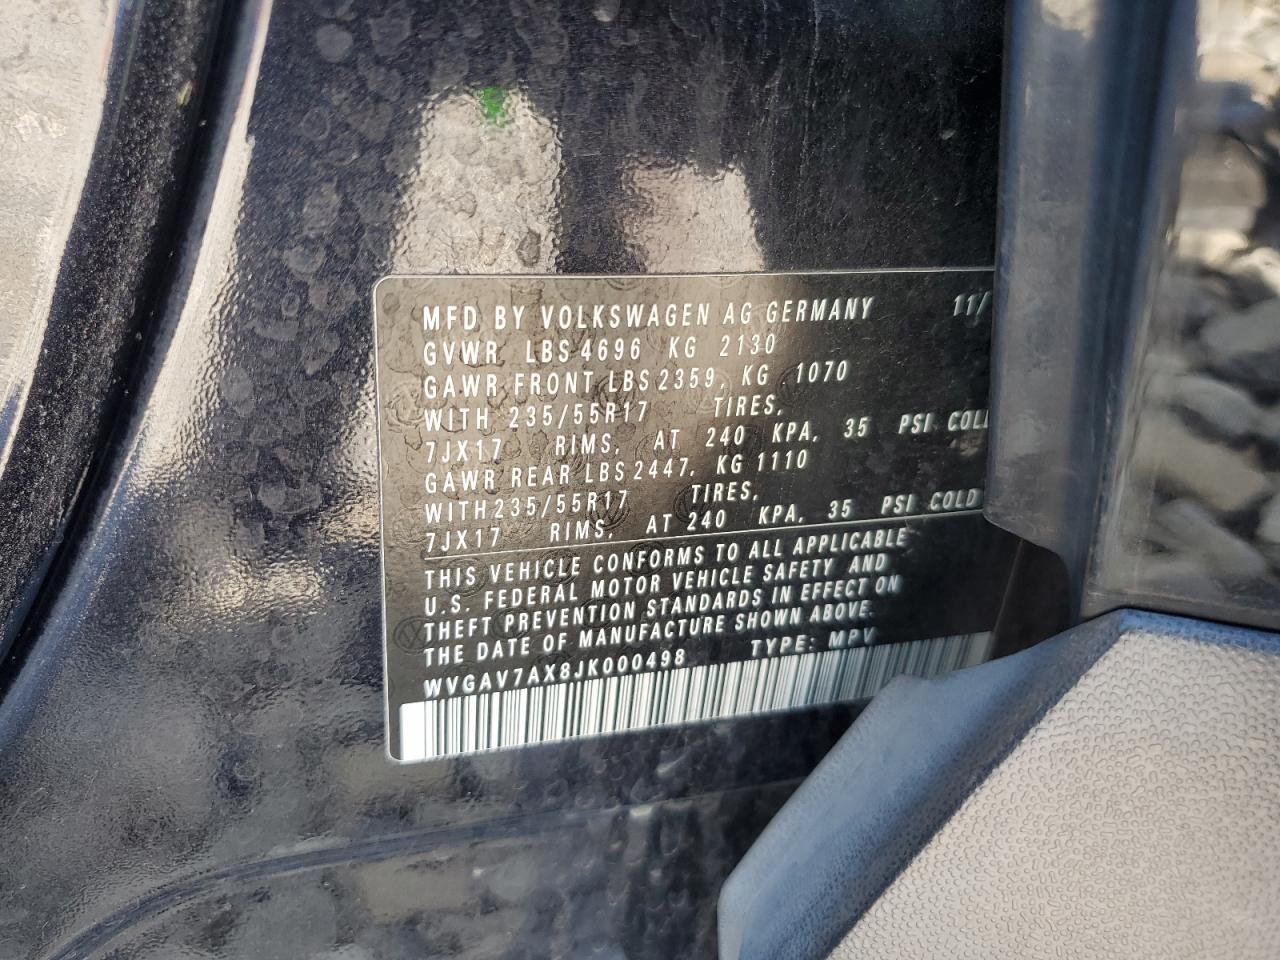 MFD BY VOLKSWAGEN AG GERMANY 11/
GVWR LBS 4696 KG 2130
GAWR FRONT LBS 2359, KG 1070
WITH 235/55R17 TIRES,
7JX17 RIMS, AT 240 KPA, 35 PSI COLD
GAWR REAR LBS 2447, KG 1110
WITH 235/55R17 TIRES,
7JX17 RIMS, AT 240 KPA, 35 PSI COLD
THIS VEHICLE CONFORMS TO ALL APPLICABLE
U.S. FEDERAL MOTOR VEHICLE SAFETY AND
THEFT PREVENTION STANDARDS IN EFFECT ON
THE DATE OF MANUFACTURE SHOWN ABOVE.
WVGAV7AX8JK000498 TYPE: MPV